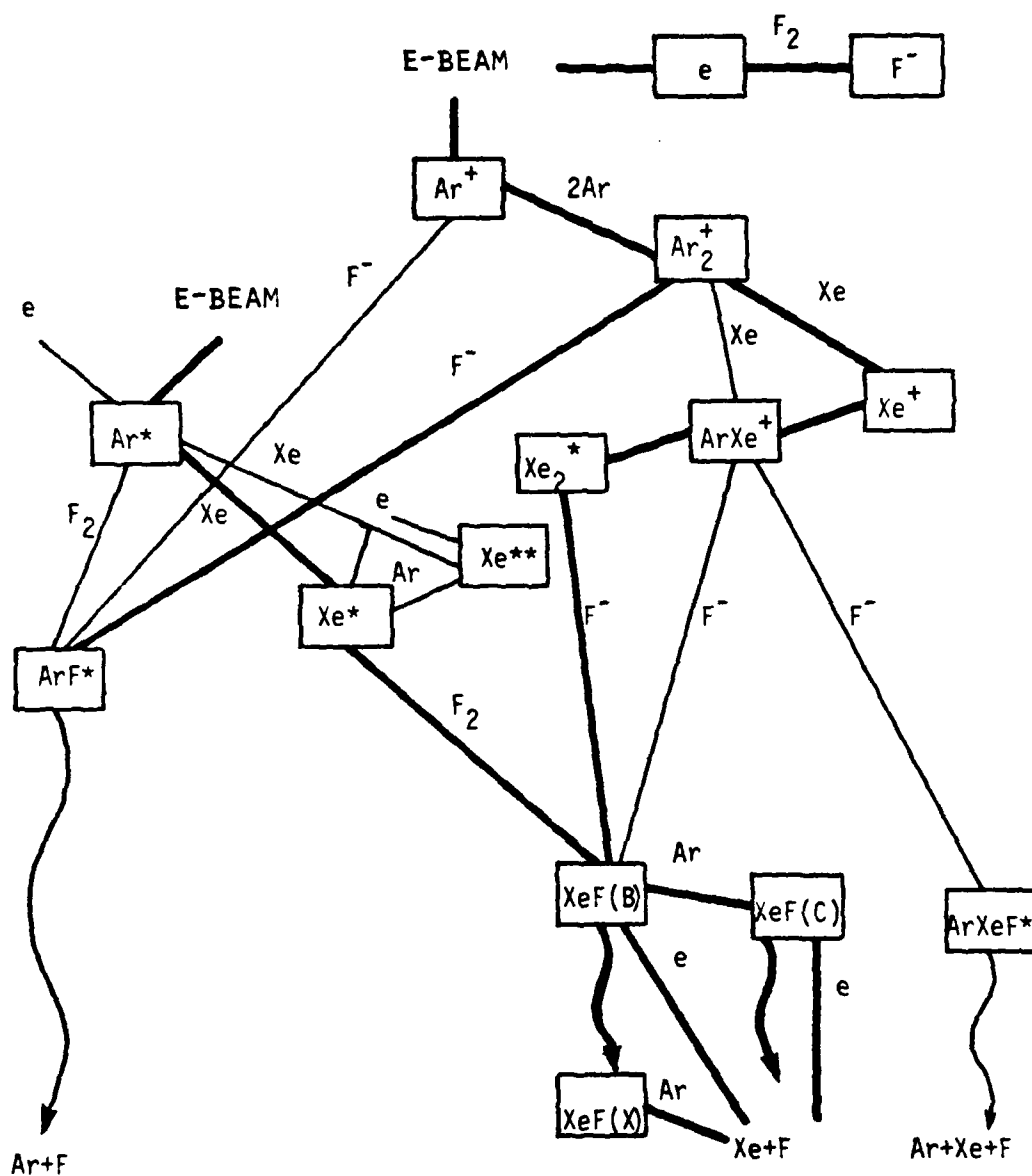 F₂
E-BEAM
e
F⁻
Ar⁺
2Ar
Ar₂⁺
F⁻
Xe
e
E-BEAM
Xe
F⁻
Xe⁺
Ar*
ArXe⁺
Xe
Xe₂*
e
F₂
Xe
Xe**
Ar
Xe*
F⁻
F⁻
F⁻
ArF*
F₂
Ar
XeF(B)
XeF(C)
ArXeF*
e
e
Ar
XeF(X)
Xe+F
Ar+Xe+F
Ar+F